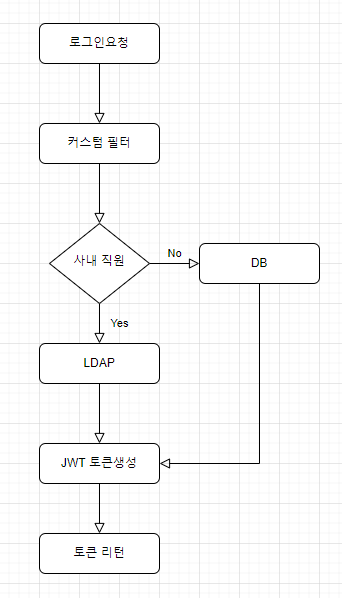 로그인요청
커스텀 필터
사내 직원
No
DB
Yes
LDAP
JWT 토큰생성
토큰 리턴